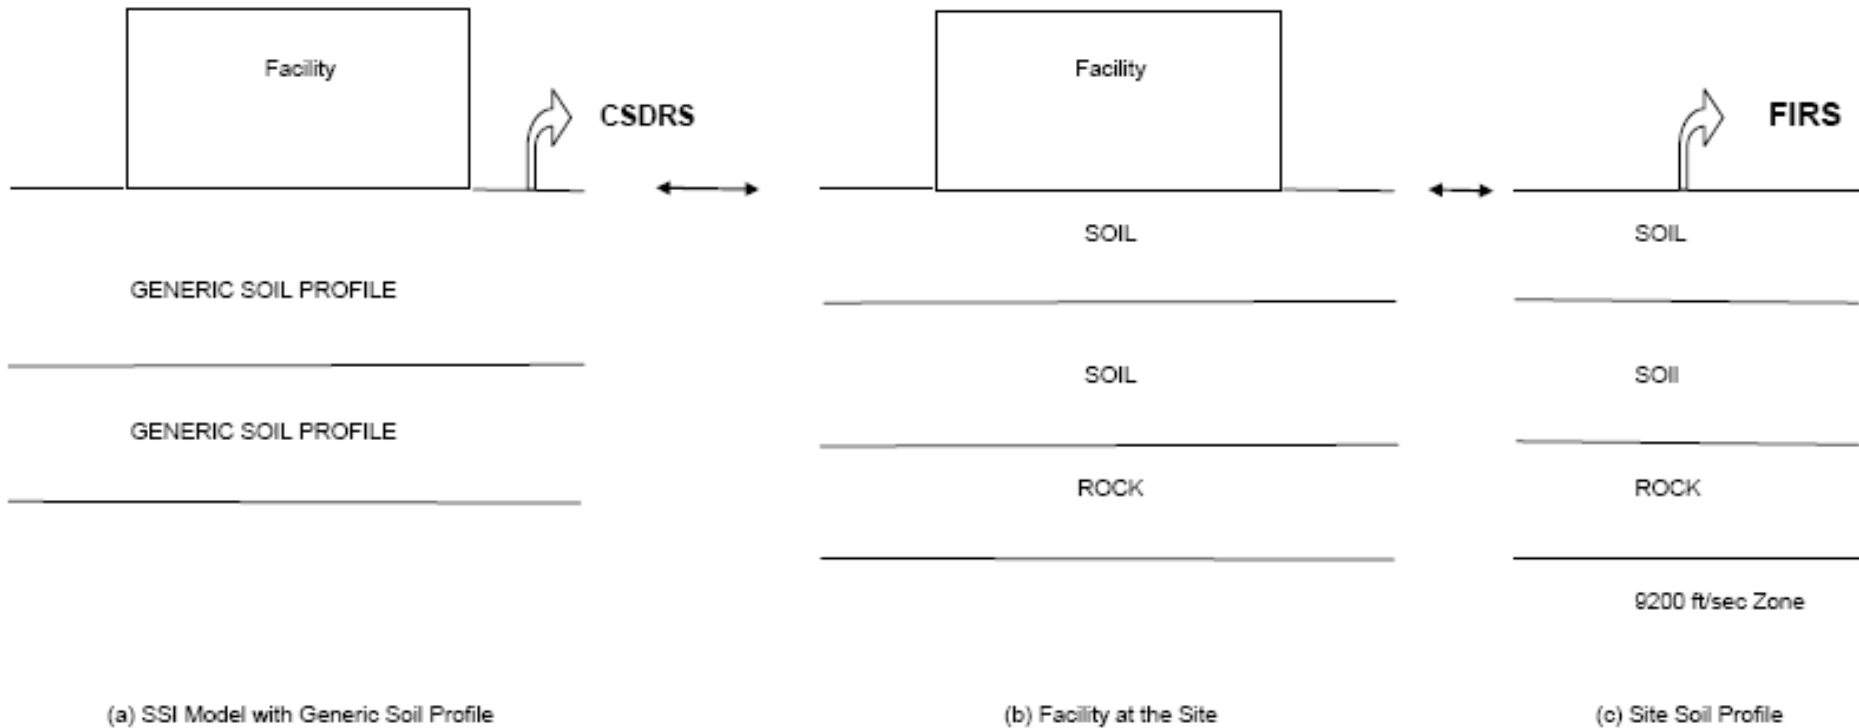 Facility
CSDRS
GENERIC SOIL PROFILE
GENERIC SOIL PROFILE
(a) SSI Model with Generic Soil Profile
Facility
SOIL
SOIL
ROCK
(b) Facility at the Site
FIRS
SOIL
SOIl
ROCK
9200 ft/sec Zone
(c) Site Soil Profile